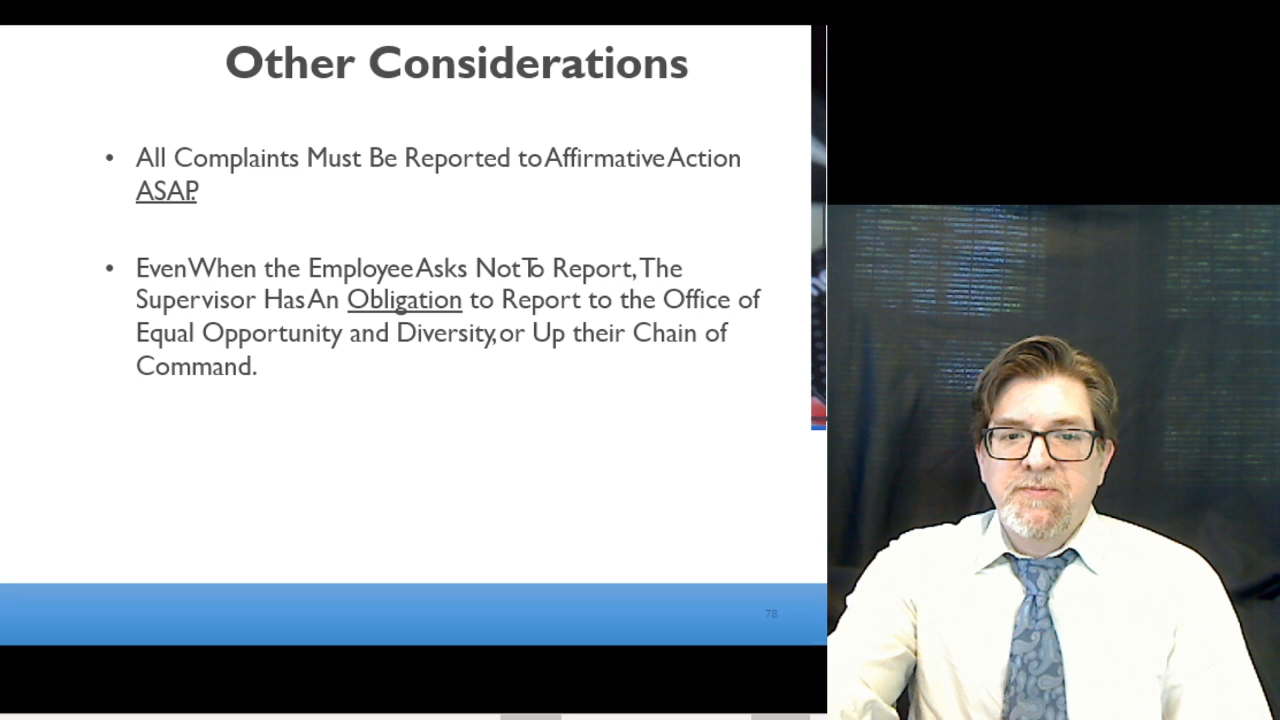 Other Considerations
• All Complaints Must Be Reported to Affirmative Action
ASAP.
• Even When the Employee Asks Not To Report, The
Supervisor Has An Obligation to Report to the Office of
Equal Opportunity and Diversity, or Up their Chain of
Command.
78